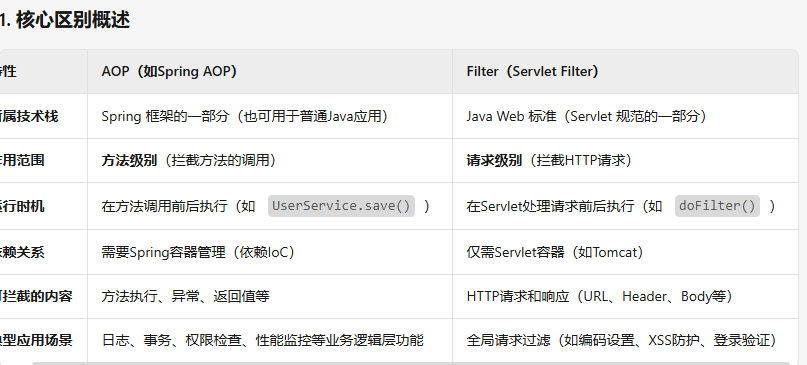 1. 核心区别概述
性 AOP（如Spring AOP） Filter（Servlet Filter）
属技术栈 Spring 框架的一部分（也可用于普通Java应用） Java Web 标准（Servlet 规范的一部分）
用范围 方法级别（拦截方法的调用） 请求级别（拦截HTTP请求）
行时机 在方法调用前后执行（如 UserService.save() ） 在Servlet处理请求前后执行（如 doFilter() ）
赖关系 需要Spring容器管理（依赖IoC） 仅需Servlet容器（如Tomcat）
拦截的内容 方法执行、异常、返回值等 HTTP请求和响应（URL、Header、Body等）
型应用场景 日志、事务、权限检查、性能监控等业务逻辑层功能 全局请求过滤（如编码设置、XSS防护、登录验证）